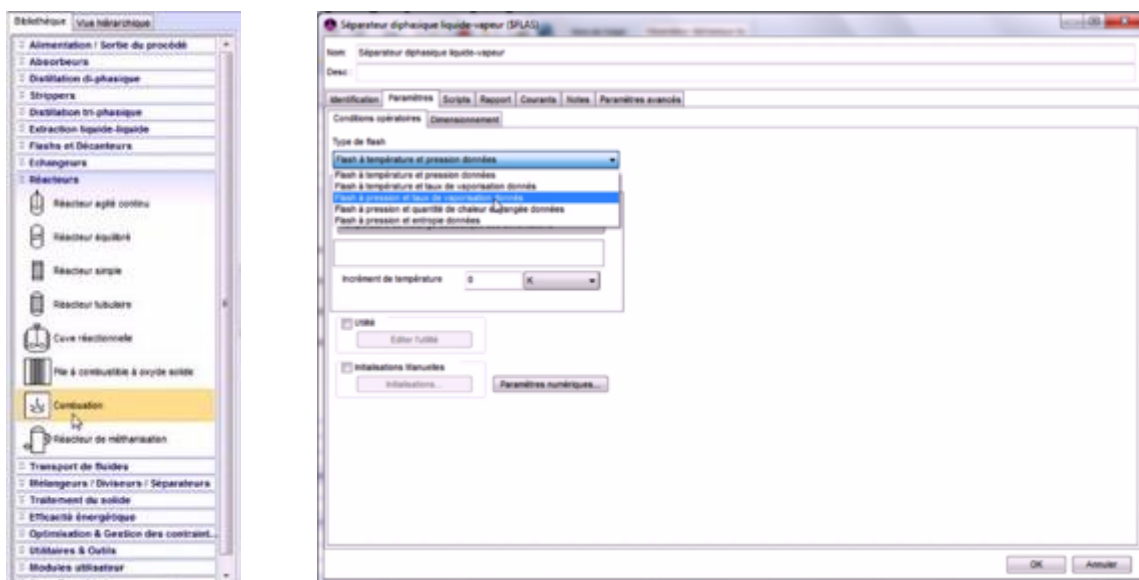 Bibliothèque Vue hiérarchique
Alimentation / Sortie du procédé
Absorbeurs
Distillation di-phasique
Strippers
Distillation tri-phasique
Extraction liquide-liquide
Flashs et Décanteurs
Echangeurs
Réacteurs
Réacteur agité continu
Réacteur équilibré
Réacteur simple
Réacteur tubulaire
Cuve réactionnelle
Pile à combustible à oxyde solide
Combustion
Réacteur de méthanisation
Transport de fluides
Mélangeurs / Diviseurs / Séparateurs
Traitement du solide
Efficacité énergétique
Optimisation & Gestion des contraint...
Utilitaires & Outils
Modules utilisateur
Séparateur diphasique liquide-vapeur ($FLAS)
Nom: Séparateur diphasique liquide-vapeur
Desc:
Identification Paramètres Scripts Rapport Courants Notes Paramètres avancés
Conditions opératoires Dimensionnement
Type de flash
Flash à température et pression données
Flash à température et pression données
Flash à température et taux de vaporisation donnés
Flash à pression et taux de vaporisation donnés
Flash à pression et quantité de chaleur échangée données
Flash à pression et entropie données
Incrément de température 0 K
Utilité
Editer l'utilité
Initialisations Manuelles
Initialisations... Paramètres numériques...
OK Annuler